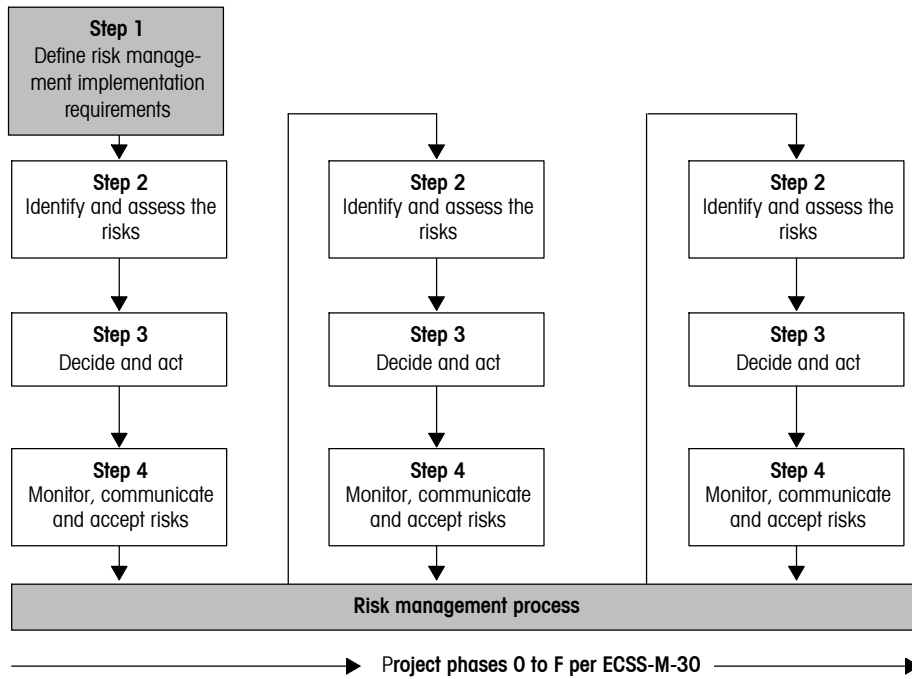 Step 1
Define risk manage-
ment implementation
requirements
Step 2
Identify and assess the
risks
Step 3
Decide and act
Step 4
Monitor, communicate
and accept risks
Step 2
Identify and assess the
risks
Step 3
Decide and act
Step 4
Monitor, communicate
and accept risks
Step 2
Identify and assess the
risks
Step 3
Decide and act
Step 4
Monitor, communicate
and accept risks
Risk management process
Project phases 0 to F per ECSS-M-30